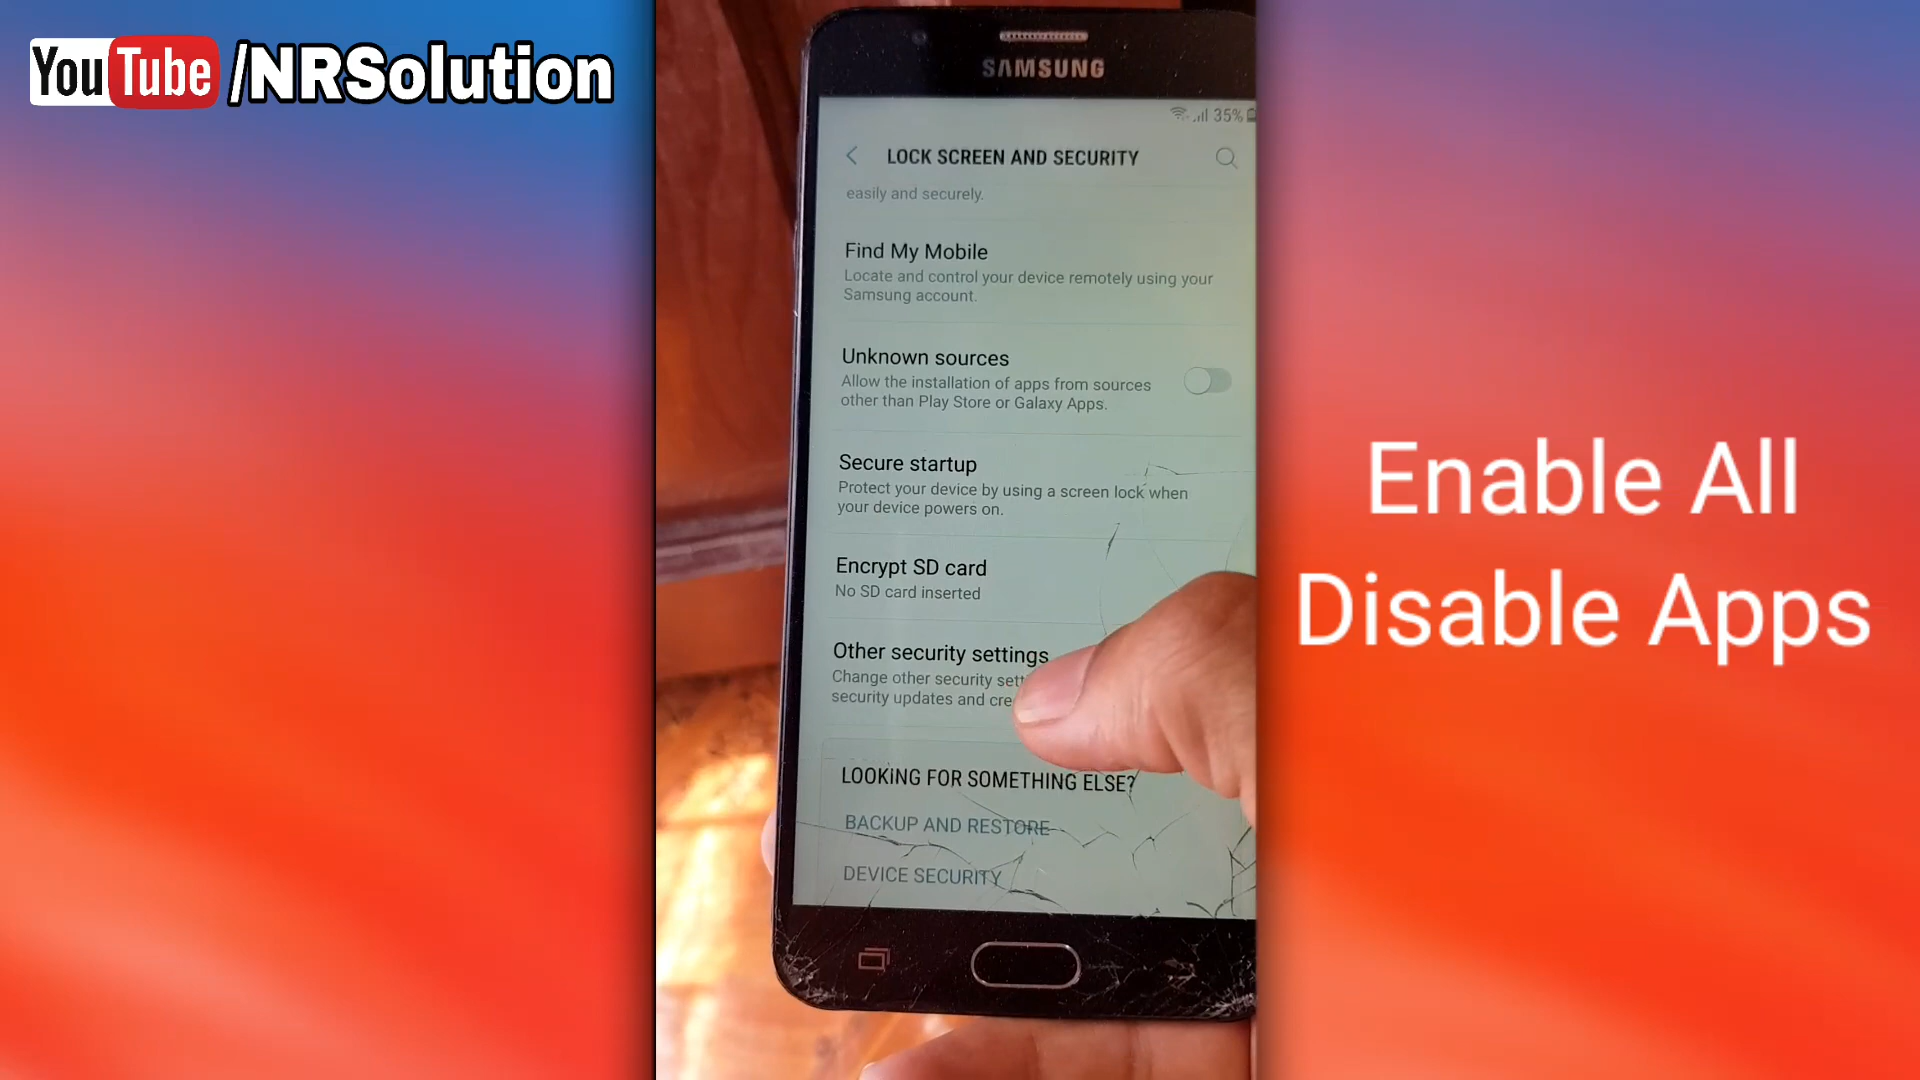 YouTube /NRSolution
SAMSUNG
35%
LOCK SCREEN AND SECURITY
easily and securely.
Find My Mobile
Locate and control your device remotely using your
Samsung account.
Unknown sources
Allow the installation of apps from sources
other than Play Store or Galaxy Apps.
Secure startup
Protect your device by using a screen lock when
your device powers on.
Encrypt SD card
No SD card inserted
Other security settings
Change other security
security updates and
LOOKING FOR SOMETHING ELSE?
BACKUP AND RESTORE
DEVICE SECURITY
Enable All
Disable Apps